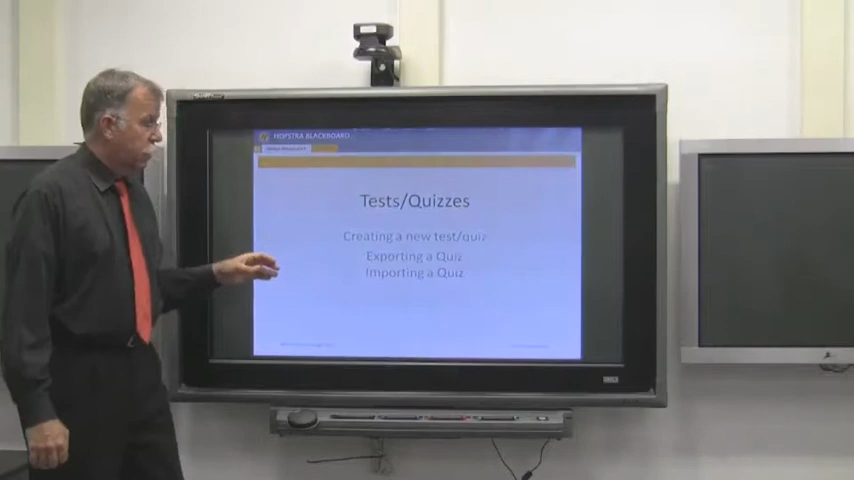 HOFSTRA BLACKBOARD
Tests/Quizzes
Creating a new test/quiz
Exporting a Quiz
Importing a Quiz